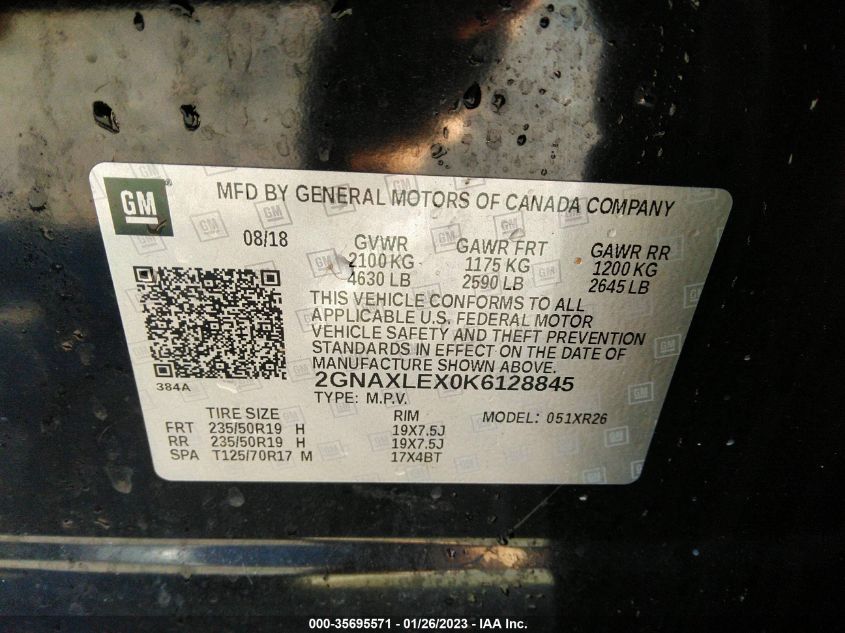 GM
MFD BY GENERAL MOTORS OF CANADA COMPANY
08/18
GVWR
2100 KG
4630 LB
GAWR FRT
1175 KG
2590 LB
GAWR RR
1200 KG
2645 LB
THIS VEHICLE CONFORMS TO ALL
APPLICABLE U.S. FEDERAL MOTOR
VEHICLE SAFETY AND THEFT PREVENTION
STANDARDS IN EFFECT ON THE DATE OF
MANUFACTURE SHOWN ABOVE.
384A
2GNAXLEX0K6128845
TYPE: M.P.V.
MODEL: 051XR26
TIRE SIZE RIM
FRT 235/50R19 H 19X7.5J
RR 235/50R19 H 19X7.5J
SPA T125/70R17 M 17X4BT
000-35695571 / 01/26/2023 - IAA Inc.